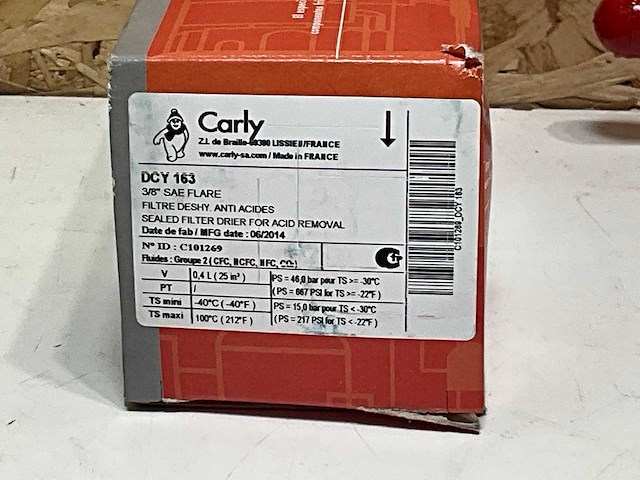 El especi
componente, fri
Carly
Z.I. de Braille-69380 LISSIEU/FRANCE
www.carly-sa.com / Made in FRANCE
DCY 163
3/8" SAE FLARE
FILTRE DESHY. ANTI ACIDES
SEALED FILTER DRIER FOR ACID REMOVAL
Date de fab / MFG date : 06/2014
N° ID : C101269
Fluides : Groupe 2 ( CFC, HCFC, HFC, CO₂)
V 0,4 L ( 25 in³ ) PS = 46,0 bar pour TS >= -30°C
PT / ( PS = 667 PSI for TS >= -22°F )
TS mini -40°C ( -40°F ) PS = 15,0 bar pour TS < -30°C
TS maxi 100°C ( 212°F ) ( PS = 217 PSI for TS < -22°F )
C101269_DCY 163